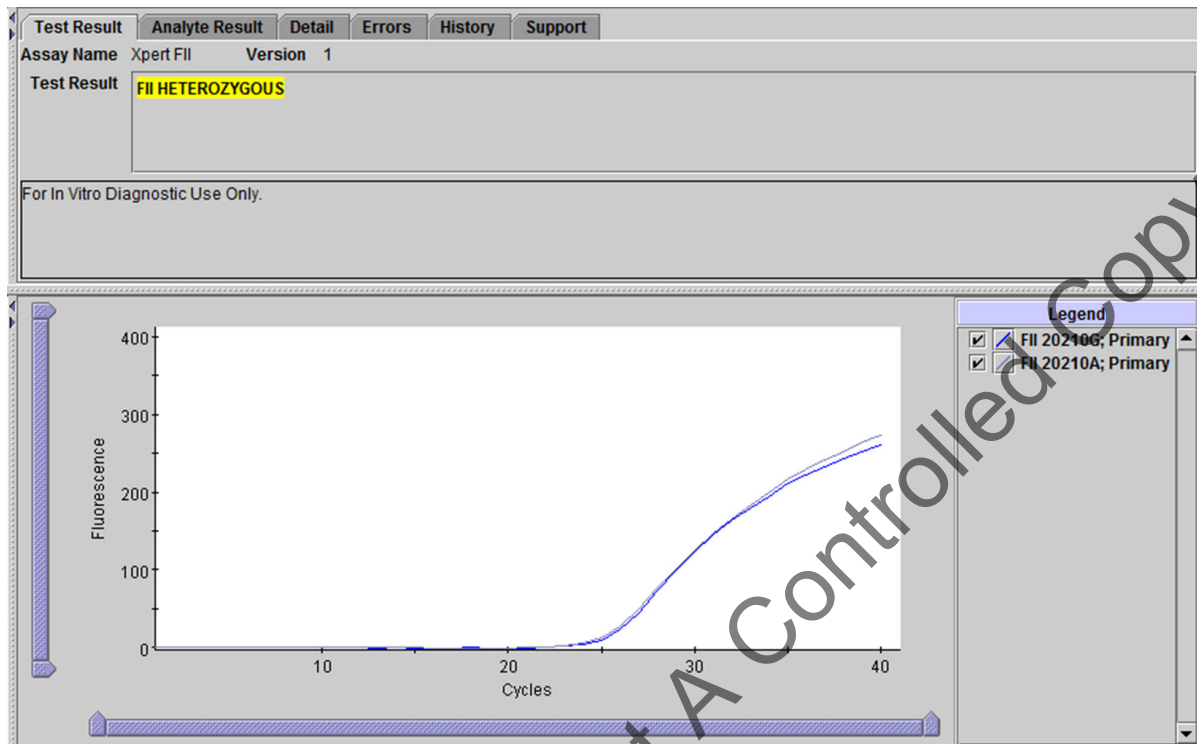 Test Result Analyte Result Detail Errors History Support
Assay Name Xpert FII Version 1
Test Result FII HETEROZYGOUS
For In Vitro Diagnostic Use Only.
400
300
200
100
0
Fluorescence
10 20 30 40
Cycles
Legend
FII 20210G; Primary
FII 20210A; Primary
t A Controlled Copy